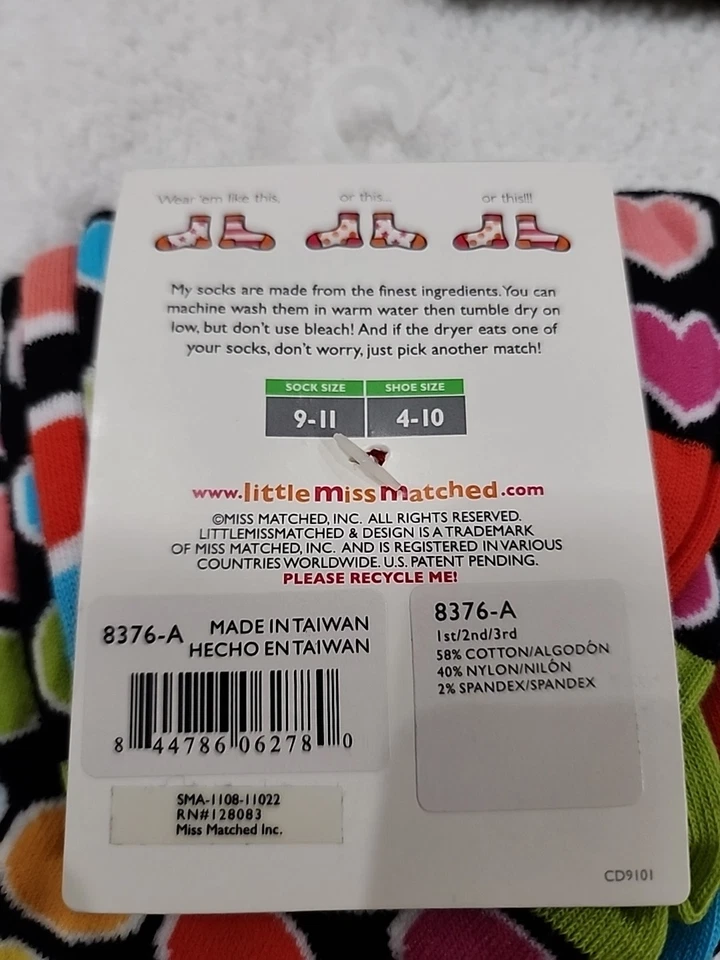 Wear 'em like this, or this... or this!!!
My socks are made from the finest ingredients. You can
machine wash them in warm water then tumble dry on
low, but don't use bleach! And if the dryer eats one of
your socks, don't worry, just pick another match!
SOCK SIZE SHOE SIZE
9-11 4-10
www.littlemissmatched.com
©MISS MATCHED, INC. ALL RIGHTS RESERVED.
LITTLEMISSMATCHED & DESIGN IS A TRADEMARK
OF MISS MATCHED, INC. AND IS REGISTERED IN VARIOUS
COUNTRIES WORLDWIDE. U.S. PATENT PENDING.
PLEASE RECYCLE ME!
8376-A MADE IN TAIWAN
HECHO EN TAIWAN
8 44786 06278 0
8376-A
1st/2nd/3rd
58% COTTON/ALGODÓN
40% NYLON/NILÓN
2% SPANDEX/SPANDEX
SMA-1108-11022
RN#128083
Miss Matched Inc.
CD9101